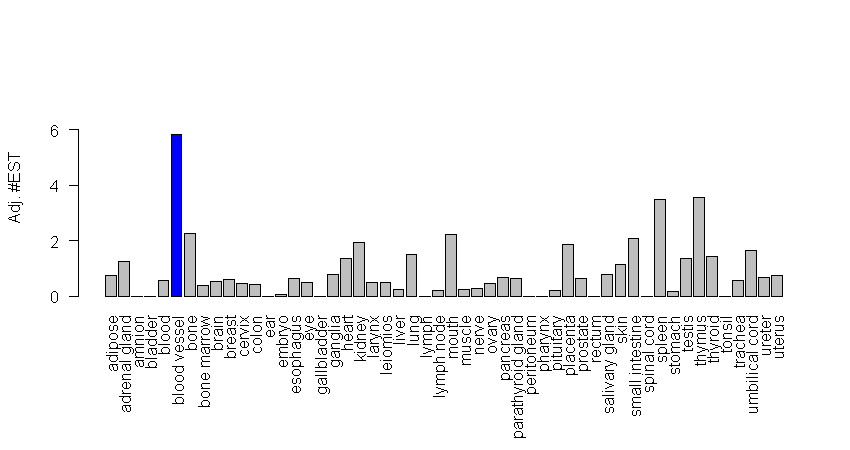 Adj. #EST
6
4
2
0
adipose
adrenal gland
amnion
bladder
blood
blood vessel
bone
bone marrow
brain
breast
cervix
colon
ear
embryo
esophagus
eye
gallbladder
ganglia
heart
kidney
larynx
leiomios
liver
lung
lymph
lymph node
mouth
muscle
nerve
ovary
pancreas
parathyroid gland
peritoneum
pharynx
pituitary
placenta
prostate
rectum
salivary gland
skin
small intestine
spinal cord
spleen
stomach
testis
thymus
thyroid
tonsil
trachea
umbilical cord
ureter
uterus